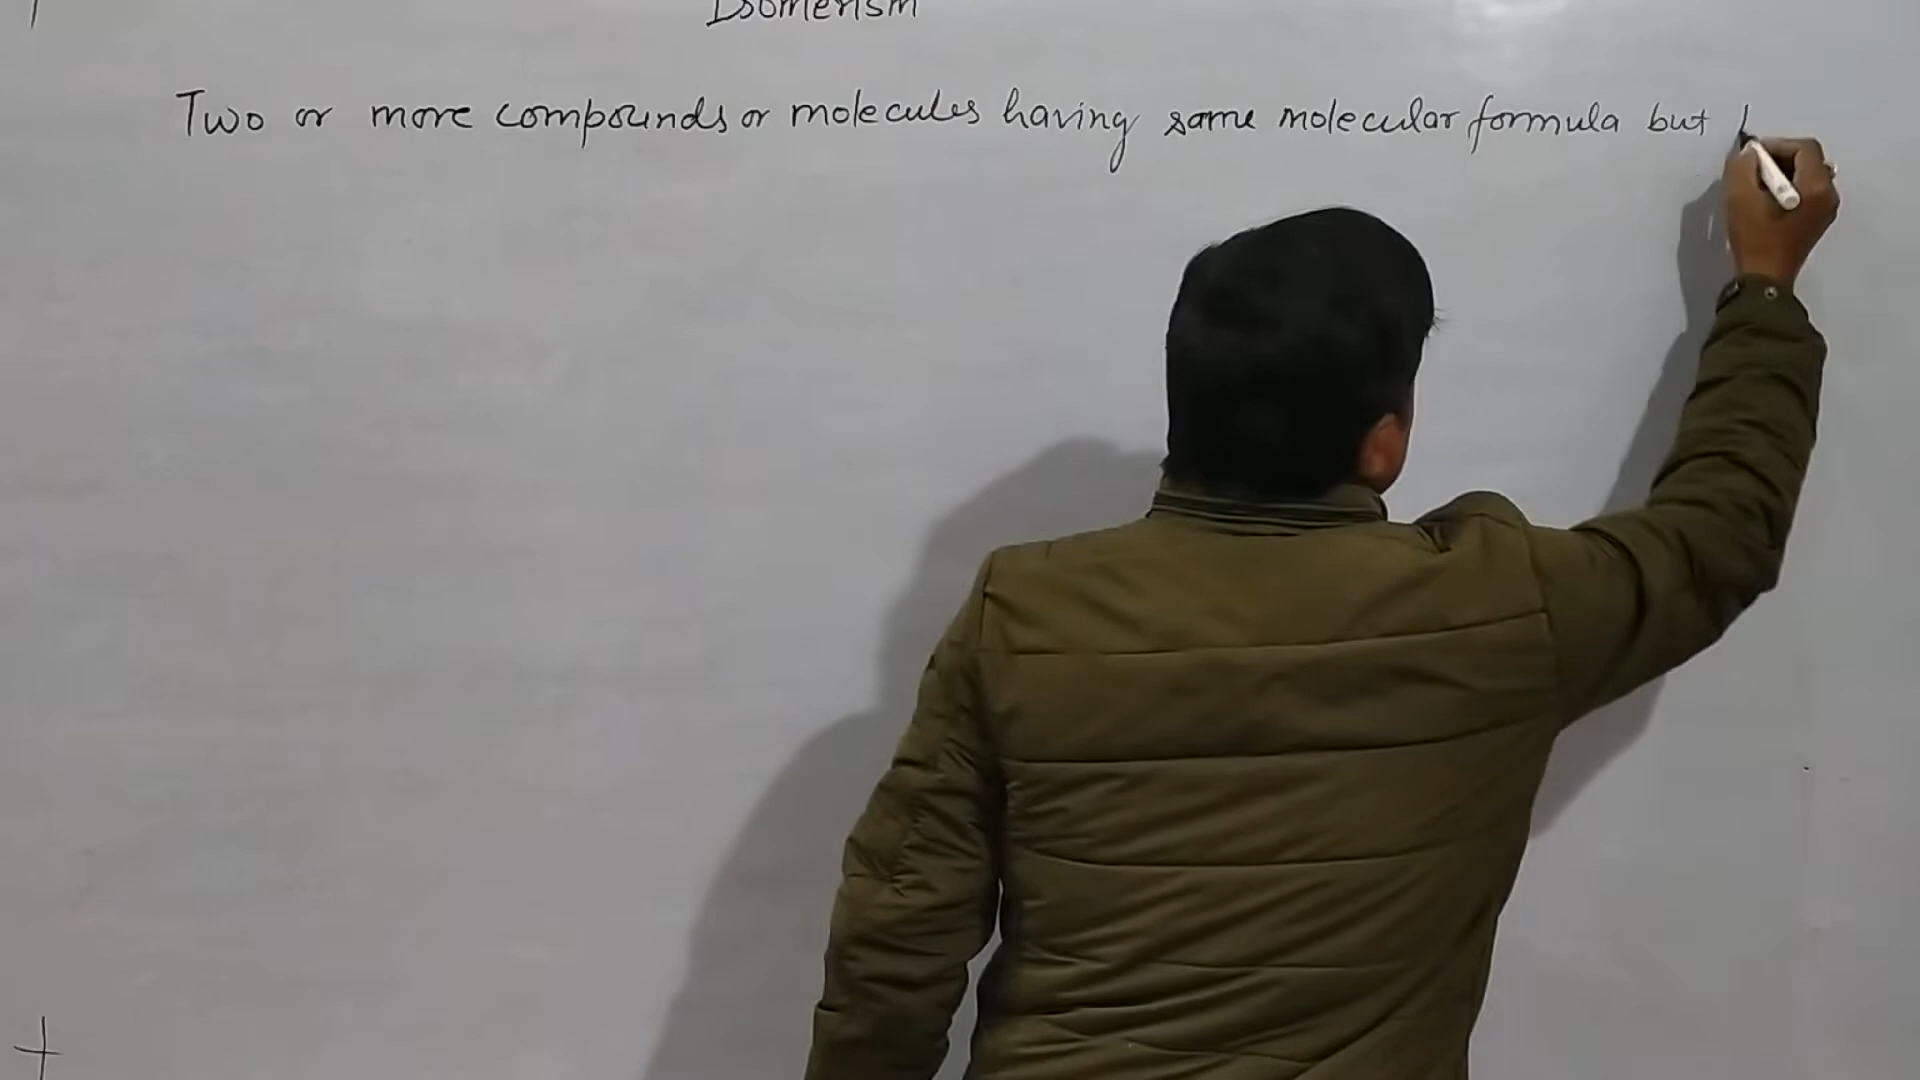 Isomerism
Two or more compounds or molecules having same molecular formula but